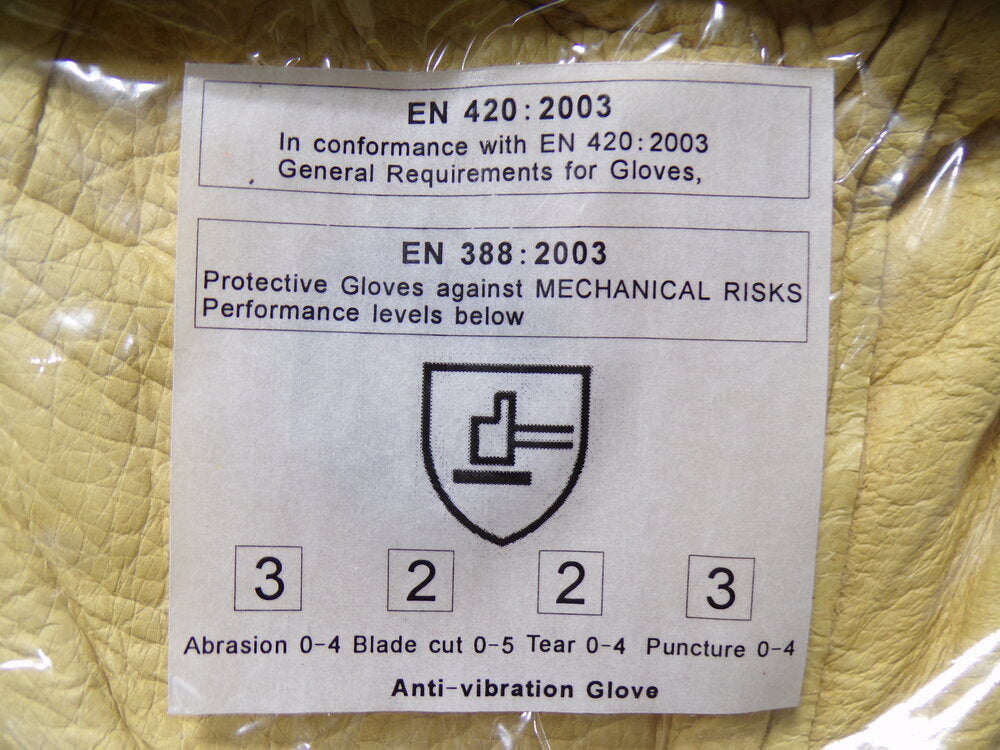 EN 420:2003
In conformance with EN 420:2003
General Requirements for Gloves,
EN 388:2003
Protective Gloves against MECHANICAL RISKS
Performance levels below
3 2 2 3
Abrasion 0-4 Blade cut 0-5 Tear 0-4 Puncture 0-4
Anti-vibration Glove